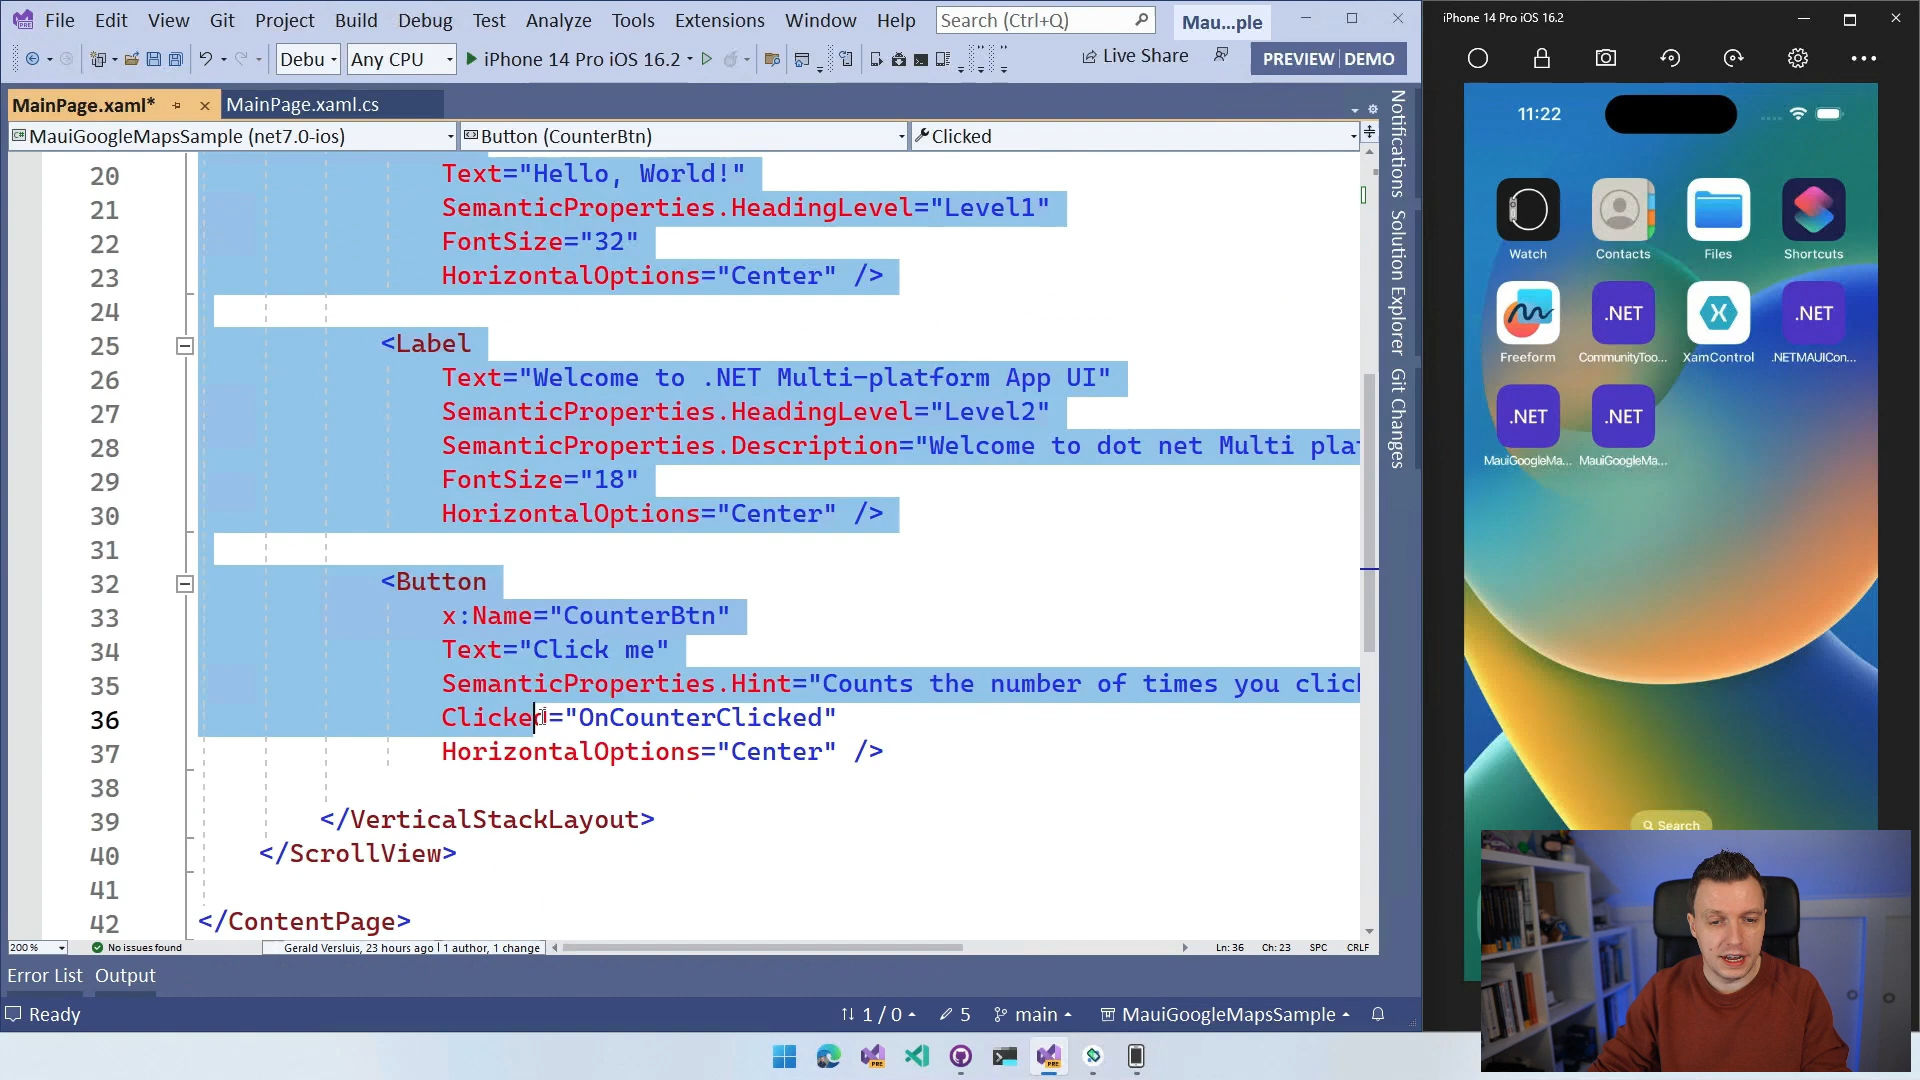 File Edit View Git Project Build Debug Test Analyze Tools Extensions Window Help Search (Ctrl+Q) Mau...ple
Debug Any CPU iPhone 14 Pro iOS 16.2 Live Share PREVIEW DEMO
MainPage.xaml* MainPage.xaml.cs
MauiGoogleMapsSample (net7.0-ios) Button (CounterBtn) Clicked
20 Text="Hello, World!"
21 SemanticProperties.HeadingLevel="Level1"
22 FontSize="32"
23 HorizontalOptions="Center" />
24
25 <Label
26 Text="Welcome to .NET Multi-platform App UI"
27 SemanticProperties.HeadingLevel="Level2"
28 SemanticProperties.Description="Welcome to dot net Multi plat
29 FontSize="18"
30 HorizontalOptions="Center" />
31
32 <Button
33 x:Name="CounterBtn"
34 Text="Click me"
35 SemanticProperties.Hint="Counts the number of times you click
36 Clicked="OnCounterClicked"
37 HorizontalOptions="Center" />
38
39 </VerticalStackLayout>
40 </ScrollView>
41
42 </ContentPage>
200 % No issues found Gerald Versluis, 23 hours ago | 1 author, 1 change Ln: 36 Ch: 23 SPC CRLF
Error List Output
Ready 1 / 0 5 main MauiGoogleMapsSample
Notifications
Solution Explorer
Git Changes
iPhone 14 Pro iOS 16.2
11:22
Watch Contacts Files Shortcuts
.NET X .NET
Freeform CommunityToo... XamControl .NETMAUICon...
.NET .NET
MauiGoogleMa... MauiGoogleMa...
Search
PRE PRE